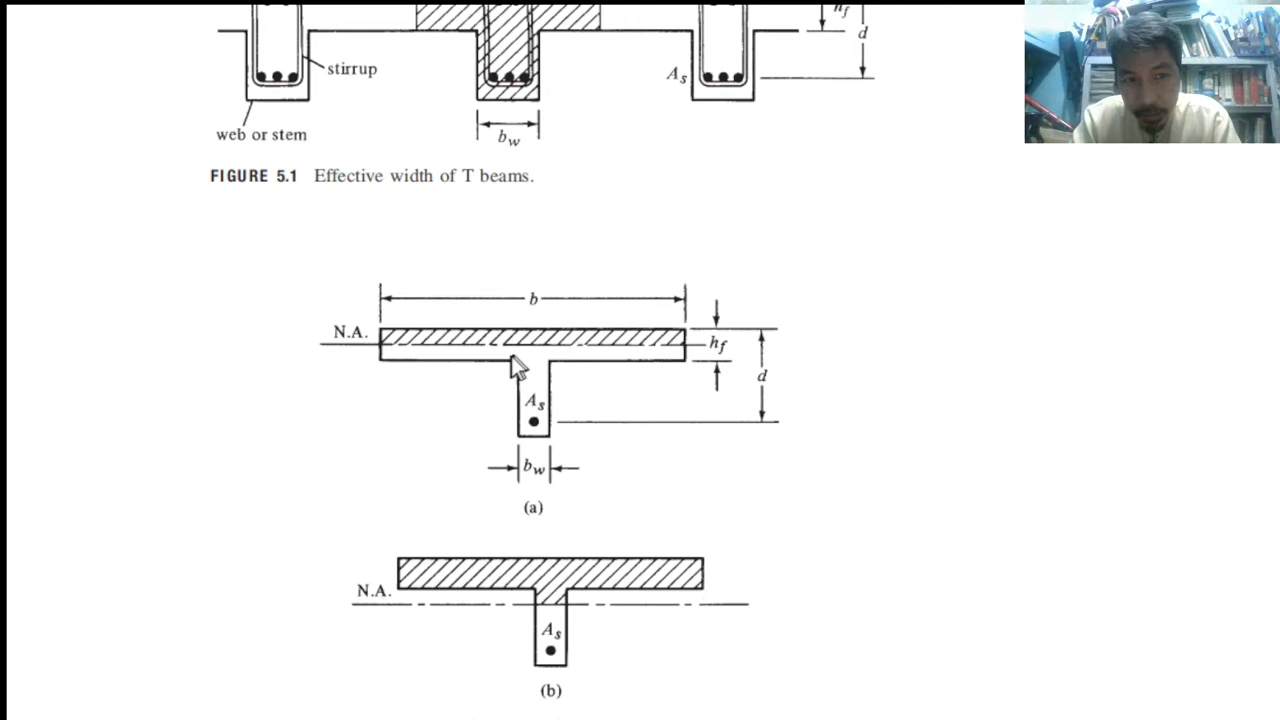 h_f
d
stirrup
A_s
web or stem
b_w
FIGURE 5.1 Effective width of T beams.
b
N.A.
h_f
d
A_s
b_w
(a)
N.A.
A_s
(b)